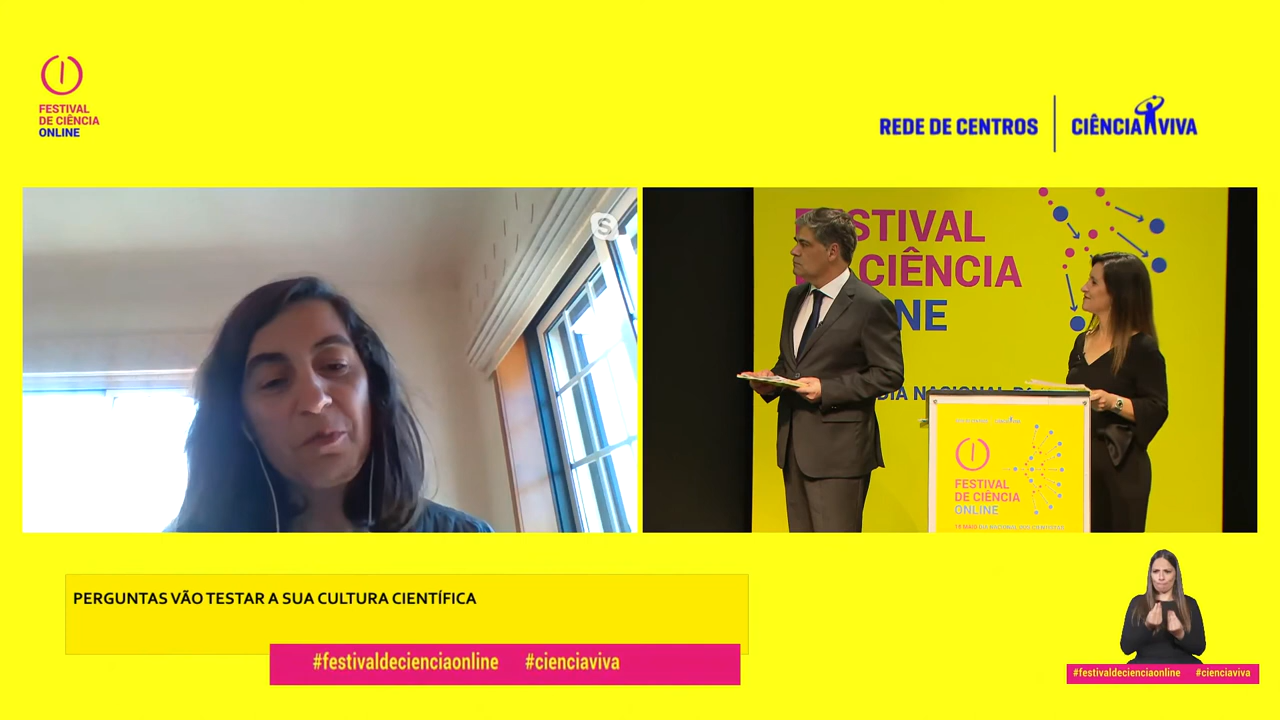 FESTIVAL
DE CIÊNCIA
ONLINE
REDE DE CENTROS
CIÊNCIA VIVA
S
STIVAL
CIÊNCIA
NE
DIA NACIONAL
FESTIVAL
DE CIÊNCIA
ONLINE
PERGUNTAS VÃO TESTAR A SUA CULTURA CIENTÍFICA
#festivaldecienciaonline #cienciaviva
#festivaldecienciaonline #cienciaviva